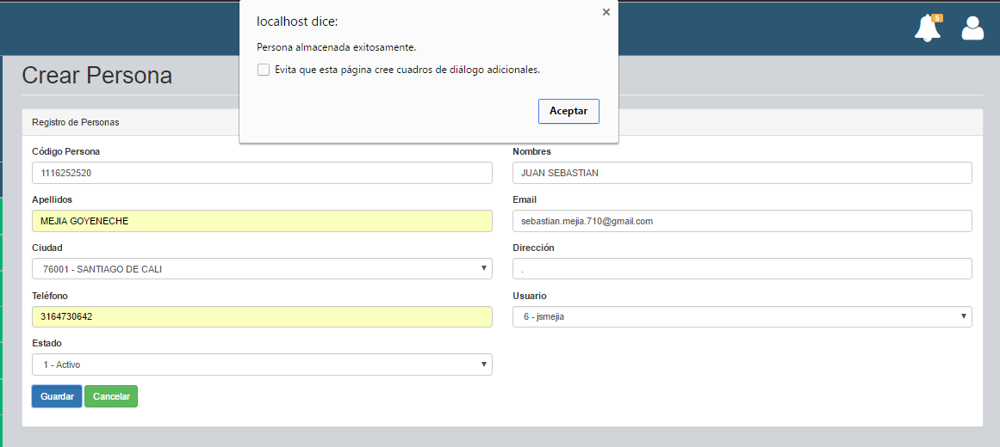 localhost dice:
Persona almacenada exitosamente.
Evita que esta página cree cuadros de diálogo adicionales.
Aceptar
5
Crear Persona
Registro de Personas
Código Persona
1116252520
Nombres
JUAN SEBASTIAN
Apellidos
MEJIA GOYENECHE
Email
sebastian.mejia.710@gmail.com
Ciudad
76001 - SANTIAGO DE CALI
Dirección
.
Teléfono
3164730642
Usuario
6 - jsmejia
Estado
1 - Activo
Guardar
Cancelar